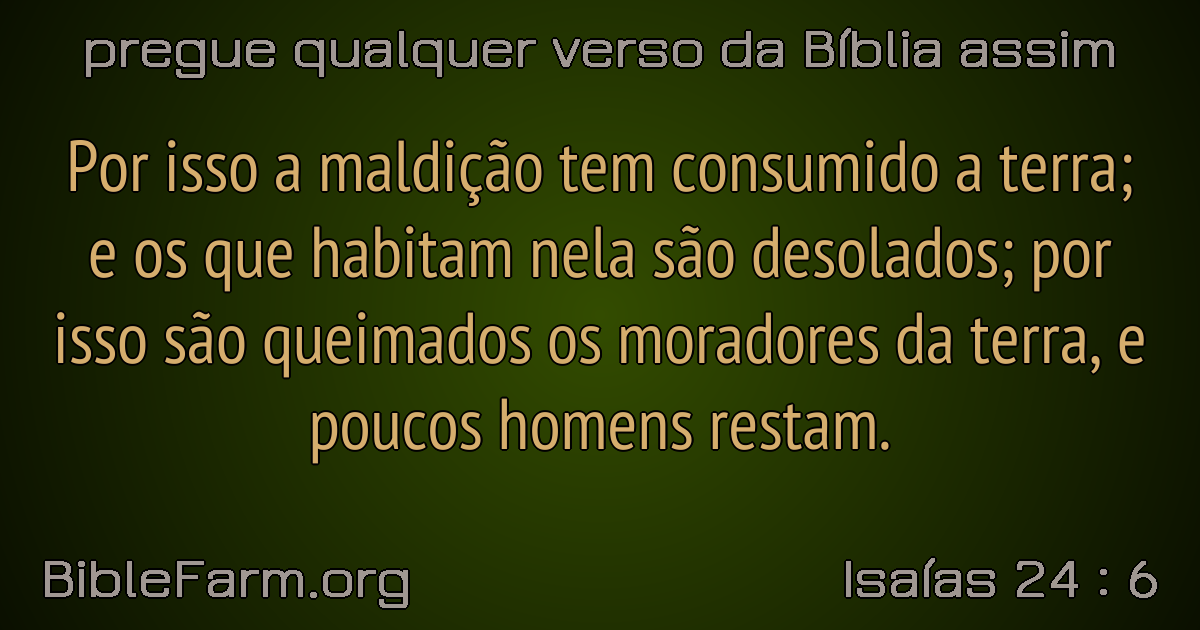 pregue qualquer verso da Bíblia assim
Por isso a maldição tem consumido a terra;
e os que habitam nela são desolados; por
isso são queimados os moradores da terra, e
poucos homens restam.
BibleFarm.org
Isaías 24 : 6